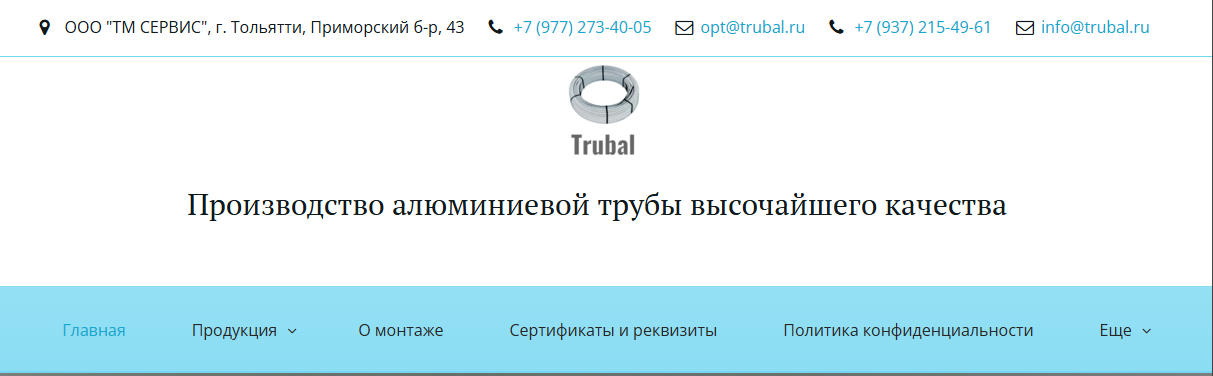 ООО "ТМ СЕРВИС", г. Тольятти, Приморский б-р, 43 +7 (977) 273-40-05 opt@trubal.ru +7 (937) 215-49-61 info@trubal.ru
Trubal
Производство алюминиевой трубы высочайшего качества
Главная Продукция О монтаже Сертификаты и реквизиты Политика конфиденциальности Еще